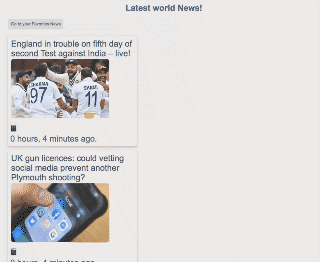 Latest world News!
Go to your Favorites News
England in trouble on fifth day of
second Test against India – live!
SHARMA
97
11
0 hours, 4 minutes ago.
UK gun licences: could vetting
social media prevent another
Plymouth shooting?
0 hours, 4 minutes ago.